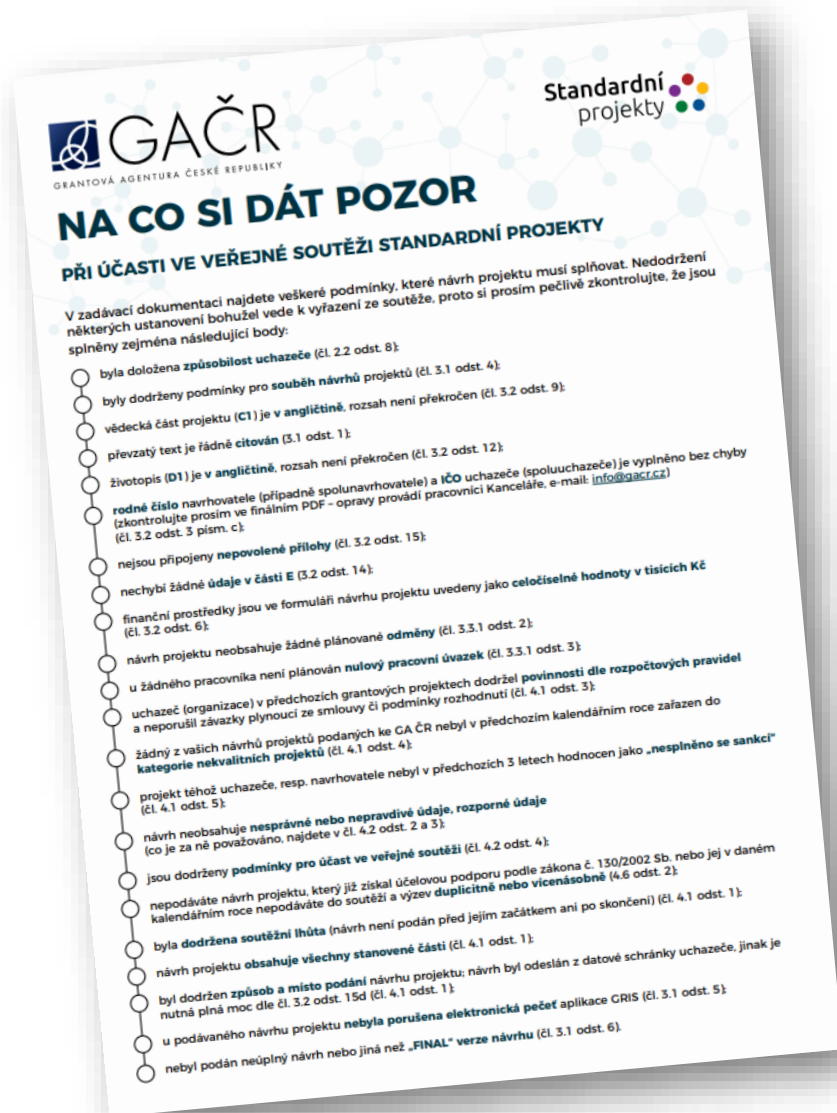 GAČR
GRANTOVÁ AGENTURA ČESKÉ REPUBLIKY
Standardní
projekty
NA CO SI DÁT POZOR
PŘI ÚČASTI VE VEŘEJNÉ SOUTĚŽI STANDARDNÍ PROJEKTY
V zadávací dokumentaci najdete veškeré podmínky, které návrh projektu musí splňovat. Nedodržení
některých ustanovení bohužel vede k vyřazení ze soutěže, proto si prosím pečlivě zkontrolujte, že jsou
splněny zejména následující body:
byla doložena způsobilost uchazeče (čl. 2.2 odst. 8);
byly dodrženy podmínky pro souběh návrhů projektů (čl. 3.1 odst. 4);
vědecká část projektu (C1) je v angličtině, rozsah není překročen (čl. 3.2 odst. 9);
převzatý text je řádně citován (3.1 odst. 1);
životopis (D1) je v angličtině, rozsah není překročen (čl. 3.2 odst. 12);
rodné číslo navrhovatele (případně spolunavrhovatele) a IČO uchazeče (spoluuchazeče) je vyplněno bez chyby
(zkontrolujte prosím ve finálním PDF – opravy provádí pracovníci Kanceláře, e-mail: info@gacr.cz)
(čl. 3.2 odst. 3 písm. c);
nejsou připojeny nepovolené přílohy (čl. 3.2 odst. 15);
nechybí žádné údaje v části E (3.2 odst. 14);
finanční prostředky jsou ve formuláři návrhu projektu uvedeny jako celočíselné hodnoty v tisících Kč
(čl. 3.2 odst. 6);
návrh projektu neobsahuje žádné plánované odměny (čl. 3.3.1 odst. 2);
u žádného pracovníka není plánován nulový pracovní úvazek (čl. 3.3.1 odst. 3);
uchazeč (organizace) v předchozích grantových projektech dodržel povinnosti dle rozpočtových pravidel
a neporušil závazky plynoucí ze smlouvy či podmínky rozhodnutí (čl. 4.1 odst. 3);
žádný z vašich návrhů projektů podaných ke GA ČR nebyl v předchozím kalendářním roce zařazen do
kategorie nekvalitních projektů (čl. 4.1 odst. 4);
projekt téhož uchazeče, resp. navrhovatele nebyl v předchozích 3 letech hodnocen jako „nesplněno se sankcí“
(čl. 4.1 odst. 5);
návrh neobsahuje nesprávné nebo nepravdivé údaje, rozporné údaje
(co je za ně považováno, najdete v čl. 4.2 odst. 2 a 3);
jsou dodrženy podmínky pro účast ve veřejné soutěži (čl. 4.2 odst. 4);
nepodáváte návrh projektu, který již získal účelovou podporu podle zákona č. 130/2002 Sb. nebo jej v daném
kalendářním roce nepodáváte do soutěží a výzev duplicitně nebo vícenásobně (4.6 odst. 2);
byla dodržena soutěžní lhůta (návrh není podán před jejím začátkem ani po skončení) (čl. 4.1 odst. 1);
návrh projektu obsahuje všechny stanovené části (čl. 4.1 odst. 1);
byl dodržen způsob a místo podání návrhu projektu; návrh byl odeslán z datové schránky uchazeče, jinak je
nutná plná moc dle čl. 3.2 odst. 15d (čl. 4.1 odst. 1);
u podávaného návrhu projektu nebyla porušena elektronická pečeť aplikace GRIS (čl. 3.1 odst. 5);
nebyl podán neúplný návrh nebo jiná než „FINAL“ verze návrhu (čl. 3.1 odst. 6).